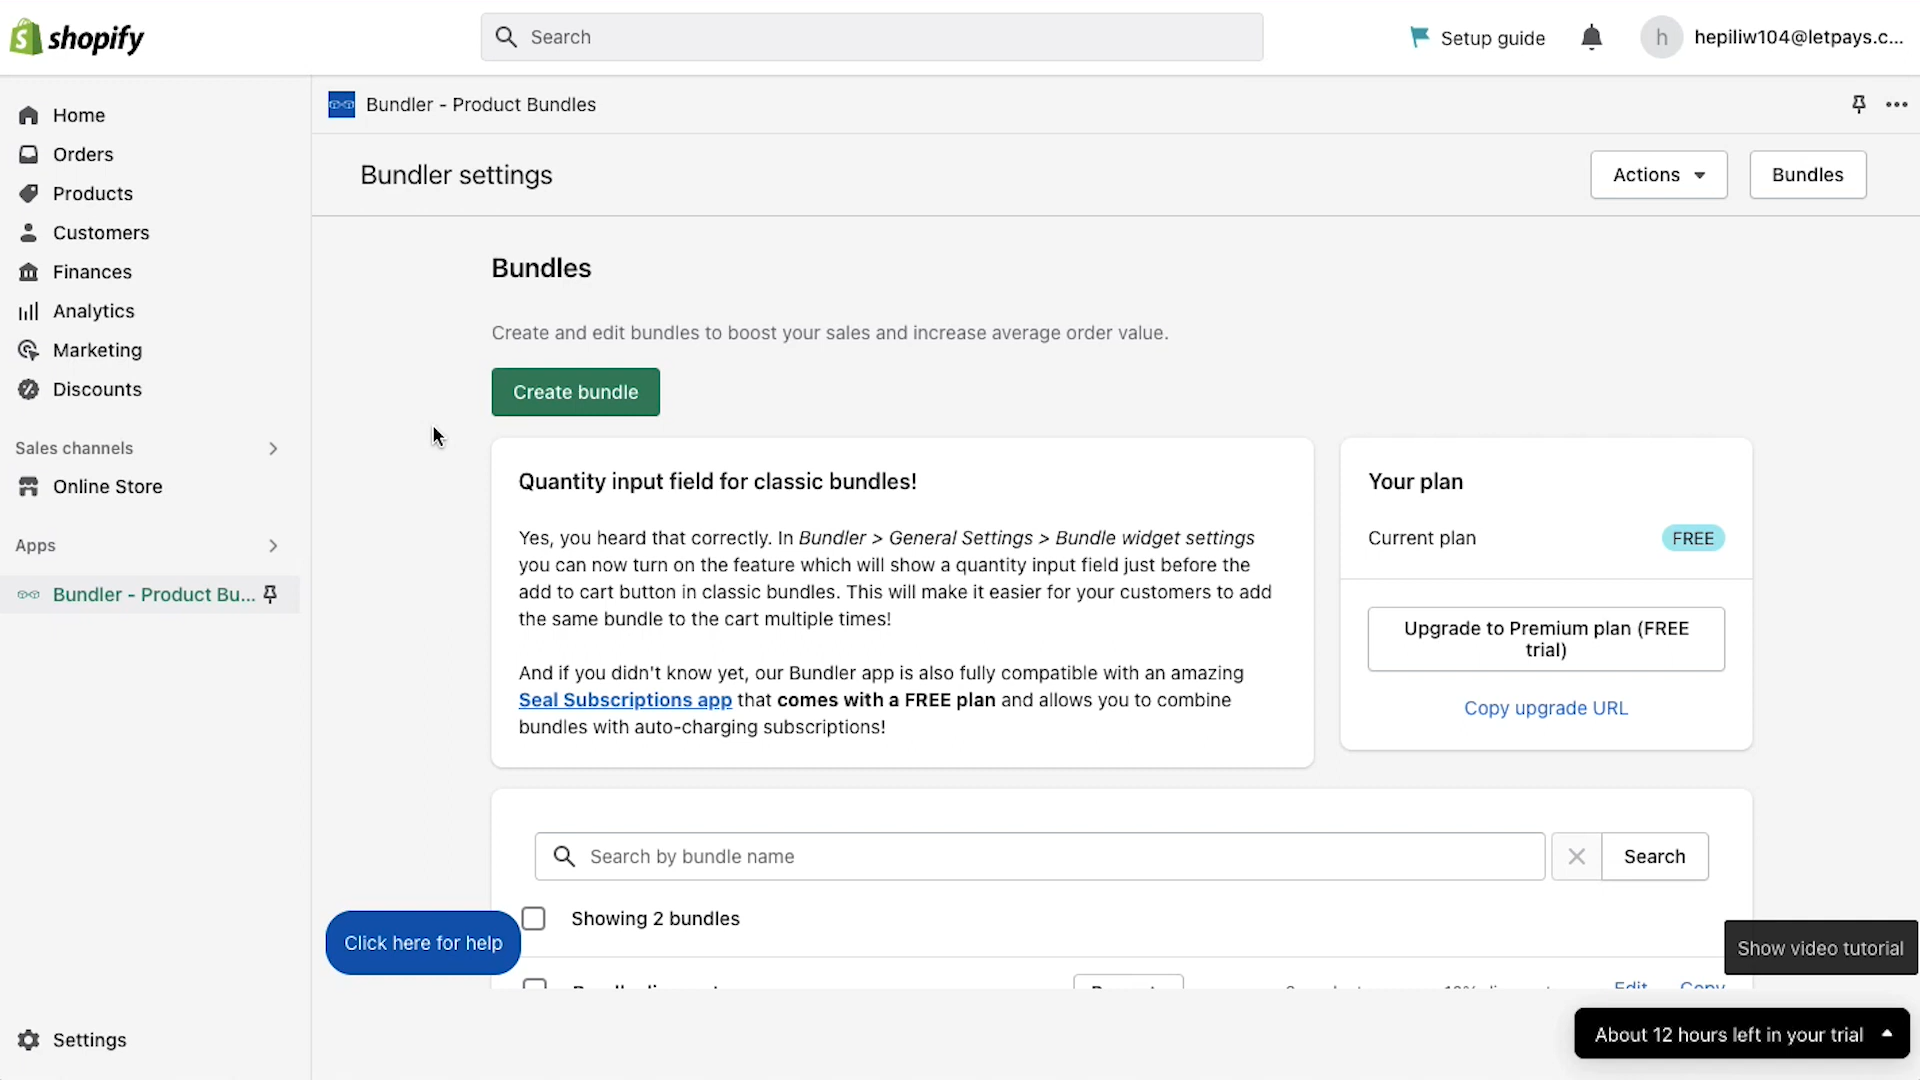 shopify
Search
Setup guide
h
hepiliw104@letpays.c...
Home
Orders
Products
Customers
Finances
Analytics
Marketing
Discounts
Sales channels
Online Store
Apps
Bundler - Product Bu...
Settings
Bundler - Product Bundles
Bundler settings
Actions
Bundles
Bundles
Create and edit bundles to boost your sales and increase average order value.
Create bundle
Quantity input field for classic bundles!
Yes, you heard that correctly. In Bundler > General Settings > Bundle widget settings
you can now turn on the feature which will show a quantity input field just before the
add to cart button in classic bundles. This will make it easier for your customers to add
the same bundle to the cart multiple times!
And if you didn't know yet, our Bundler app is also fully compatible with an amazing
Seal Subscriptions app that comes with a FREE plan and allows you to combine
bundles with auto-charging subscriptions!
Your plan
Current plan
FREE
Upgrade to Premium plan (FREE
trial)
Copy upgrade URL
Search by bundle name
Search
Showing 2 bundles
Edit
Copy
Click here for help
Show video tutorial
About 12 hours left in your trial